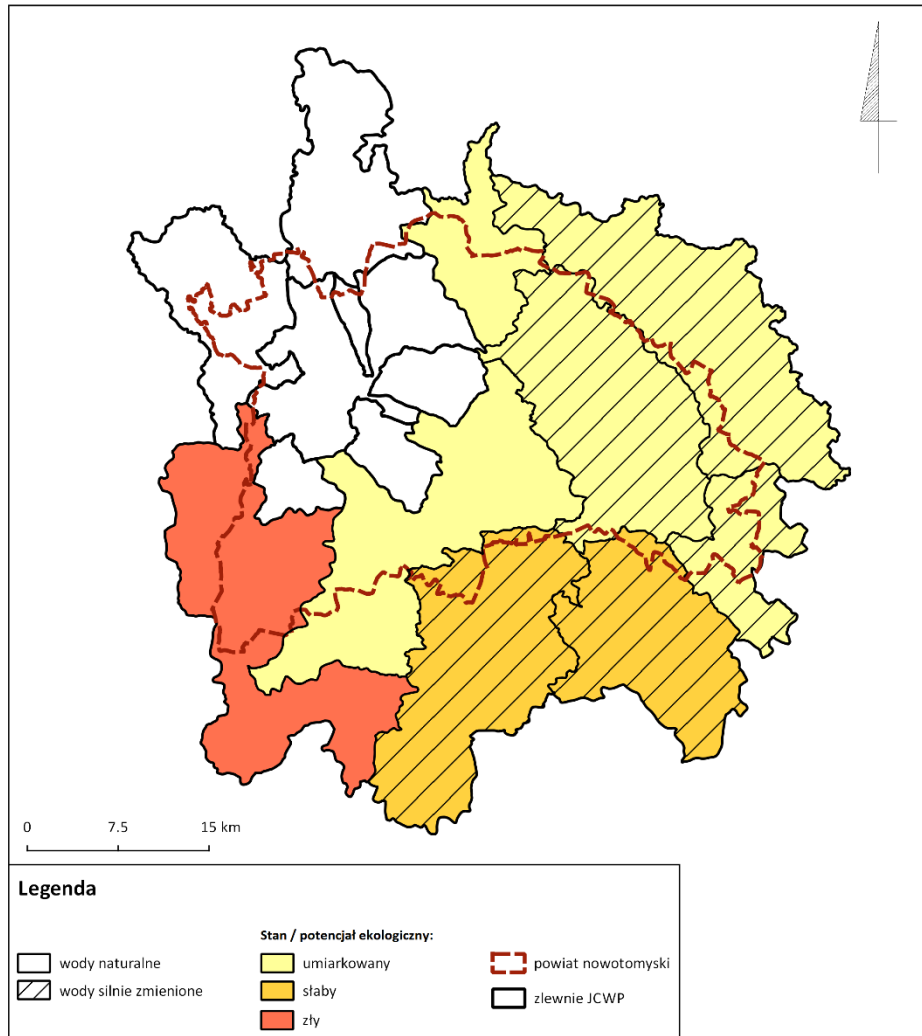 0 7.5 15 km
Legenda
Stan / potencjał ekologiczny:
wody naturalne
wody silnie zmienione
umiarkowany
słaby
zły
powiat nowotomyski
zlewnie JCWP